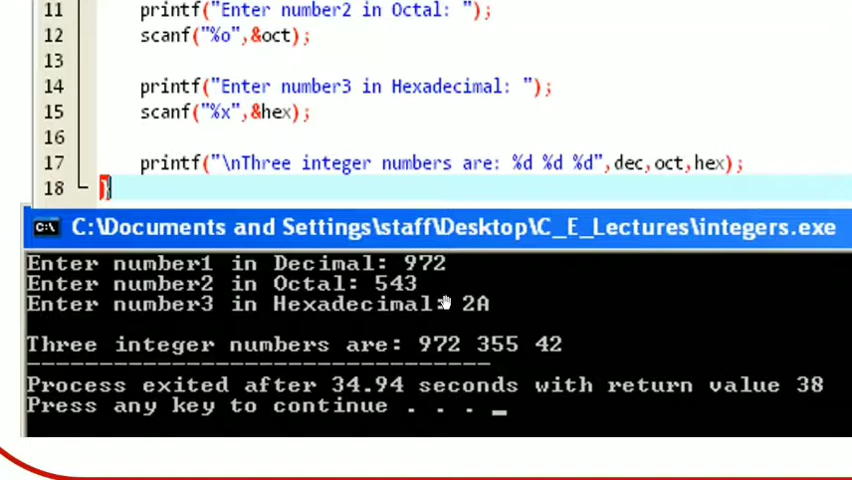 11 printf("Enter number2 in Octal: ");
12 scanf("%o",&oct);
13
14 printf("Enter number3 in Hexadecimal: ");
15 scanf("%x",&hex);
16
17 printf("\nThree integer numbers are: %d %d %d",dec,oct,hex);
18 }
C:\Documents and Settings\staff\Desktop\C_E_Lectures\integers.exe
Enter number1 in Decimal: 972
Enter number2 in Octal: 543
Enter number3 in Hexadecimal: 2A
Three integer numbers are: 972 355 42
--------------------------------
Process exited after 34.94 seconds with return value 38
Press any key to continue . . . _